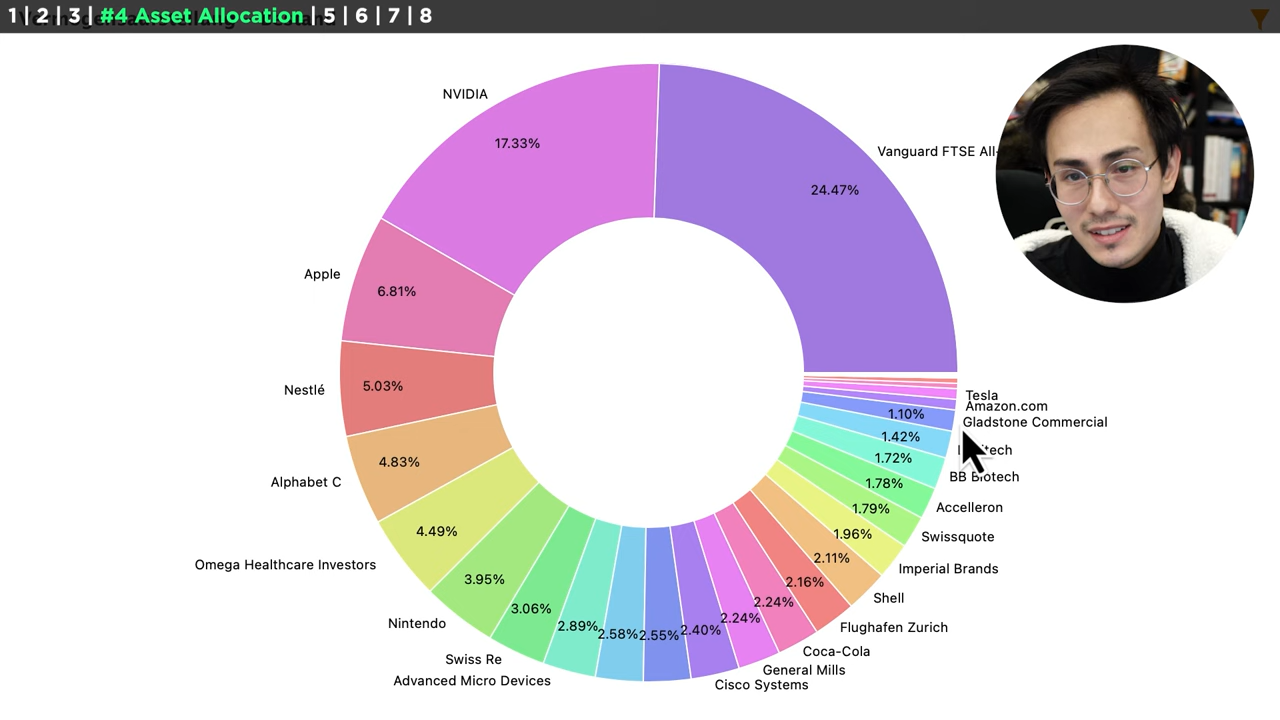 1 | 2 | 3 | #4 Asset Allocation | 5 | 6 | 7 | 8
NVIDIA
17.33%
Vanguard FTSE All-
24.47%
Apple
6.81%
Nestlé
5.03%
Alphabet C
4.83%
Omega Healthcare Investors
4.49%
Nintendo
3.95%
Swiss Re
3.06%
Advanced Micro Devices
2.89%
2.58%
2.55%
Cisco Systems
2.40%
General Mills
2.24%
Coca-Cola
2.24%
Flughafen Zurich
2.16%
Shell
2.11%
Imperial Brands
1.96%
Swissquote
1.79%
Accelleron
1.78%
BB Biotech
1.72%
1.42%
Gladstone Commercial
1.10%
Amazon.com
Tesla